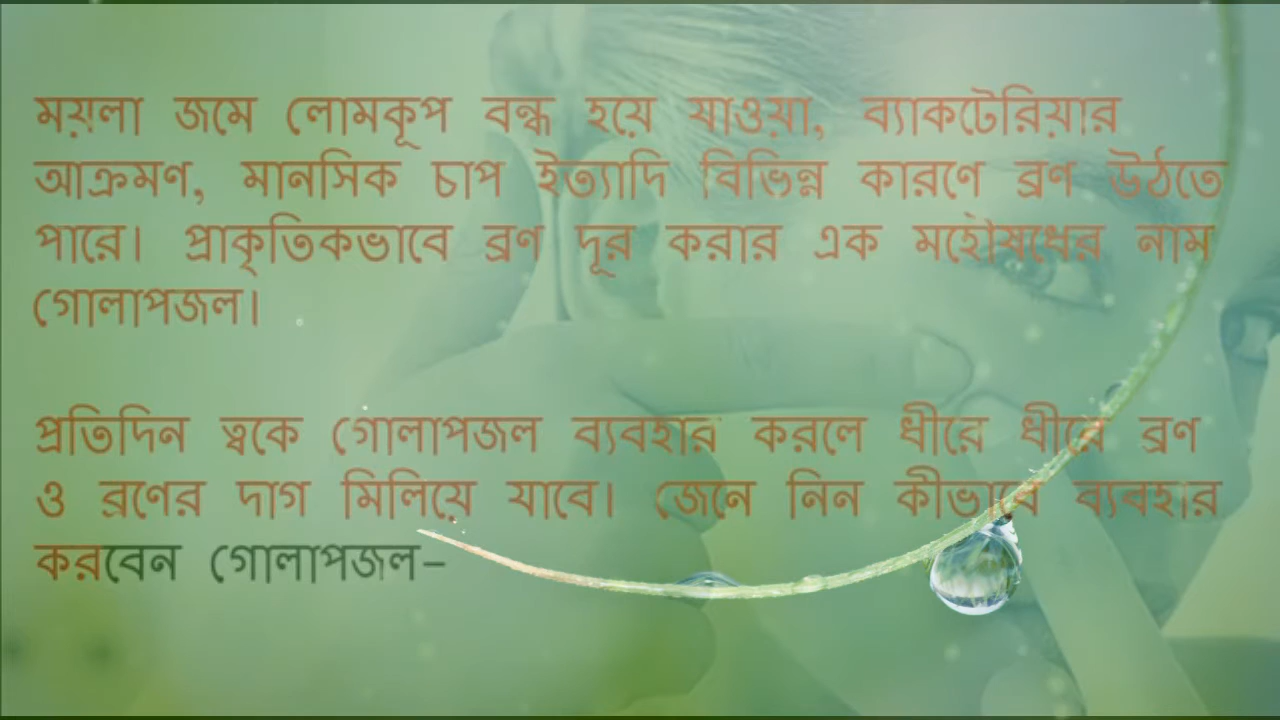 ময়লা জমে লোমকূপ বন্ধ হয়ে যাওয়া, ব্যাকটেরিয়ার
আক্রমণ, মানসিক চাপ ইত্যাদি বিভিন্ন কারণে ব্রণ উঠতে
পারে। প্রাকৃতিকভাবে ব্রণ দূর করার এক মহৌষধের নাম
গোলাপজল।
প্রতিদিন ত্বকে গোলাপজল ব্যবহার করলে ধীরে ধীরে ব্রণ
ও ব্রণের দাগ মিলিয়ে যাবে। জেনে নিন কীভাবে ব্যবহার
করবেন গোলাপজল-